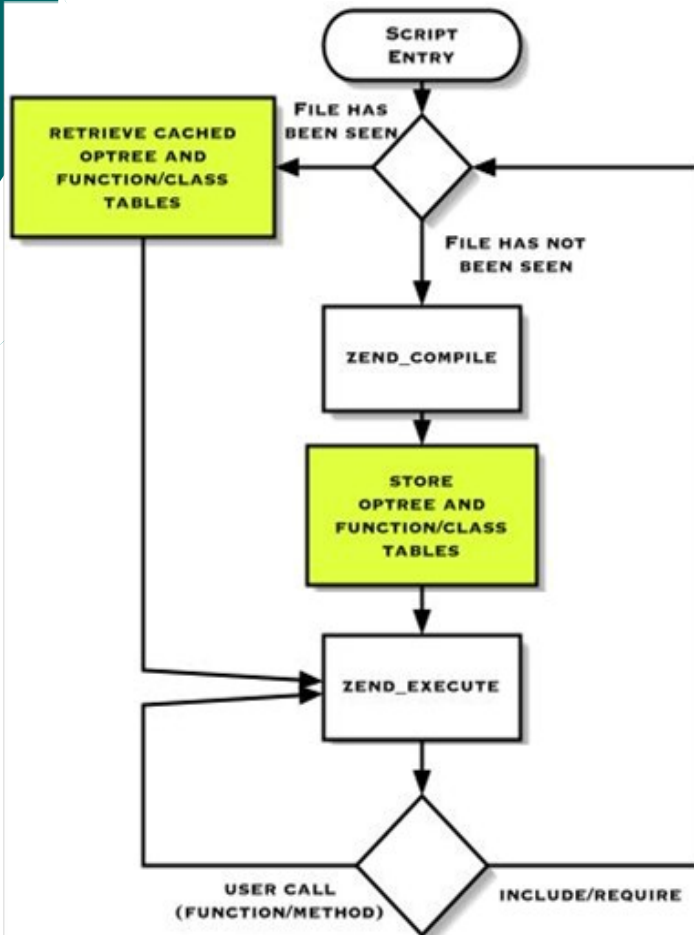 SCRIPT
ENTRY
FILE HAS
BEEN SEEN
RETRIEVE CACHED
OPTREE AND
FUNCTION/CLASS
TABLES
FILE HAS NOT
BEEN SEEN
ZEND_COMPILE
STORE
OPTREE AND
FUNCTION/CLASS
TABLES
ZEND_EXECUTE
USER CALL
(FUNCTION/METHOD)
INCLUDE/REQUIRE